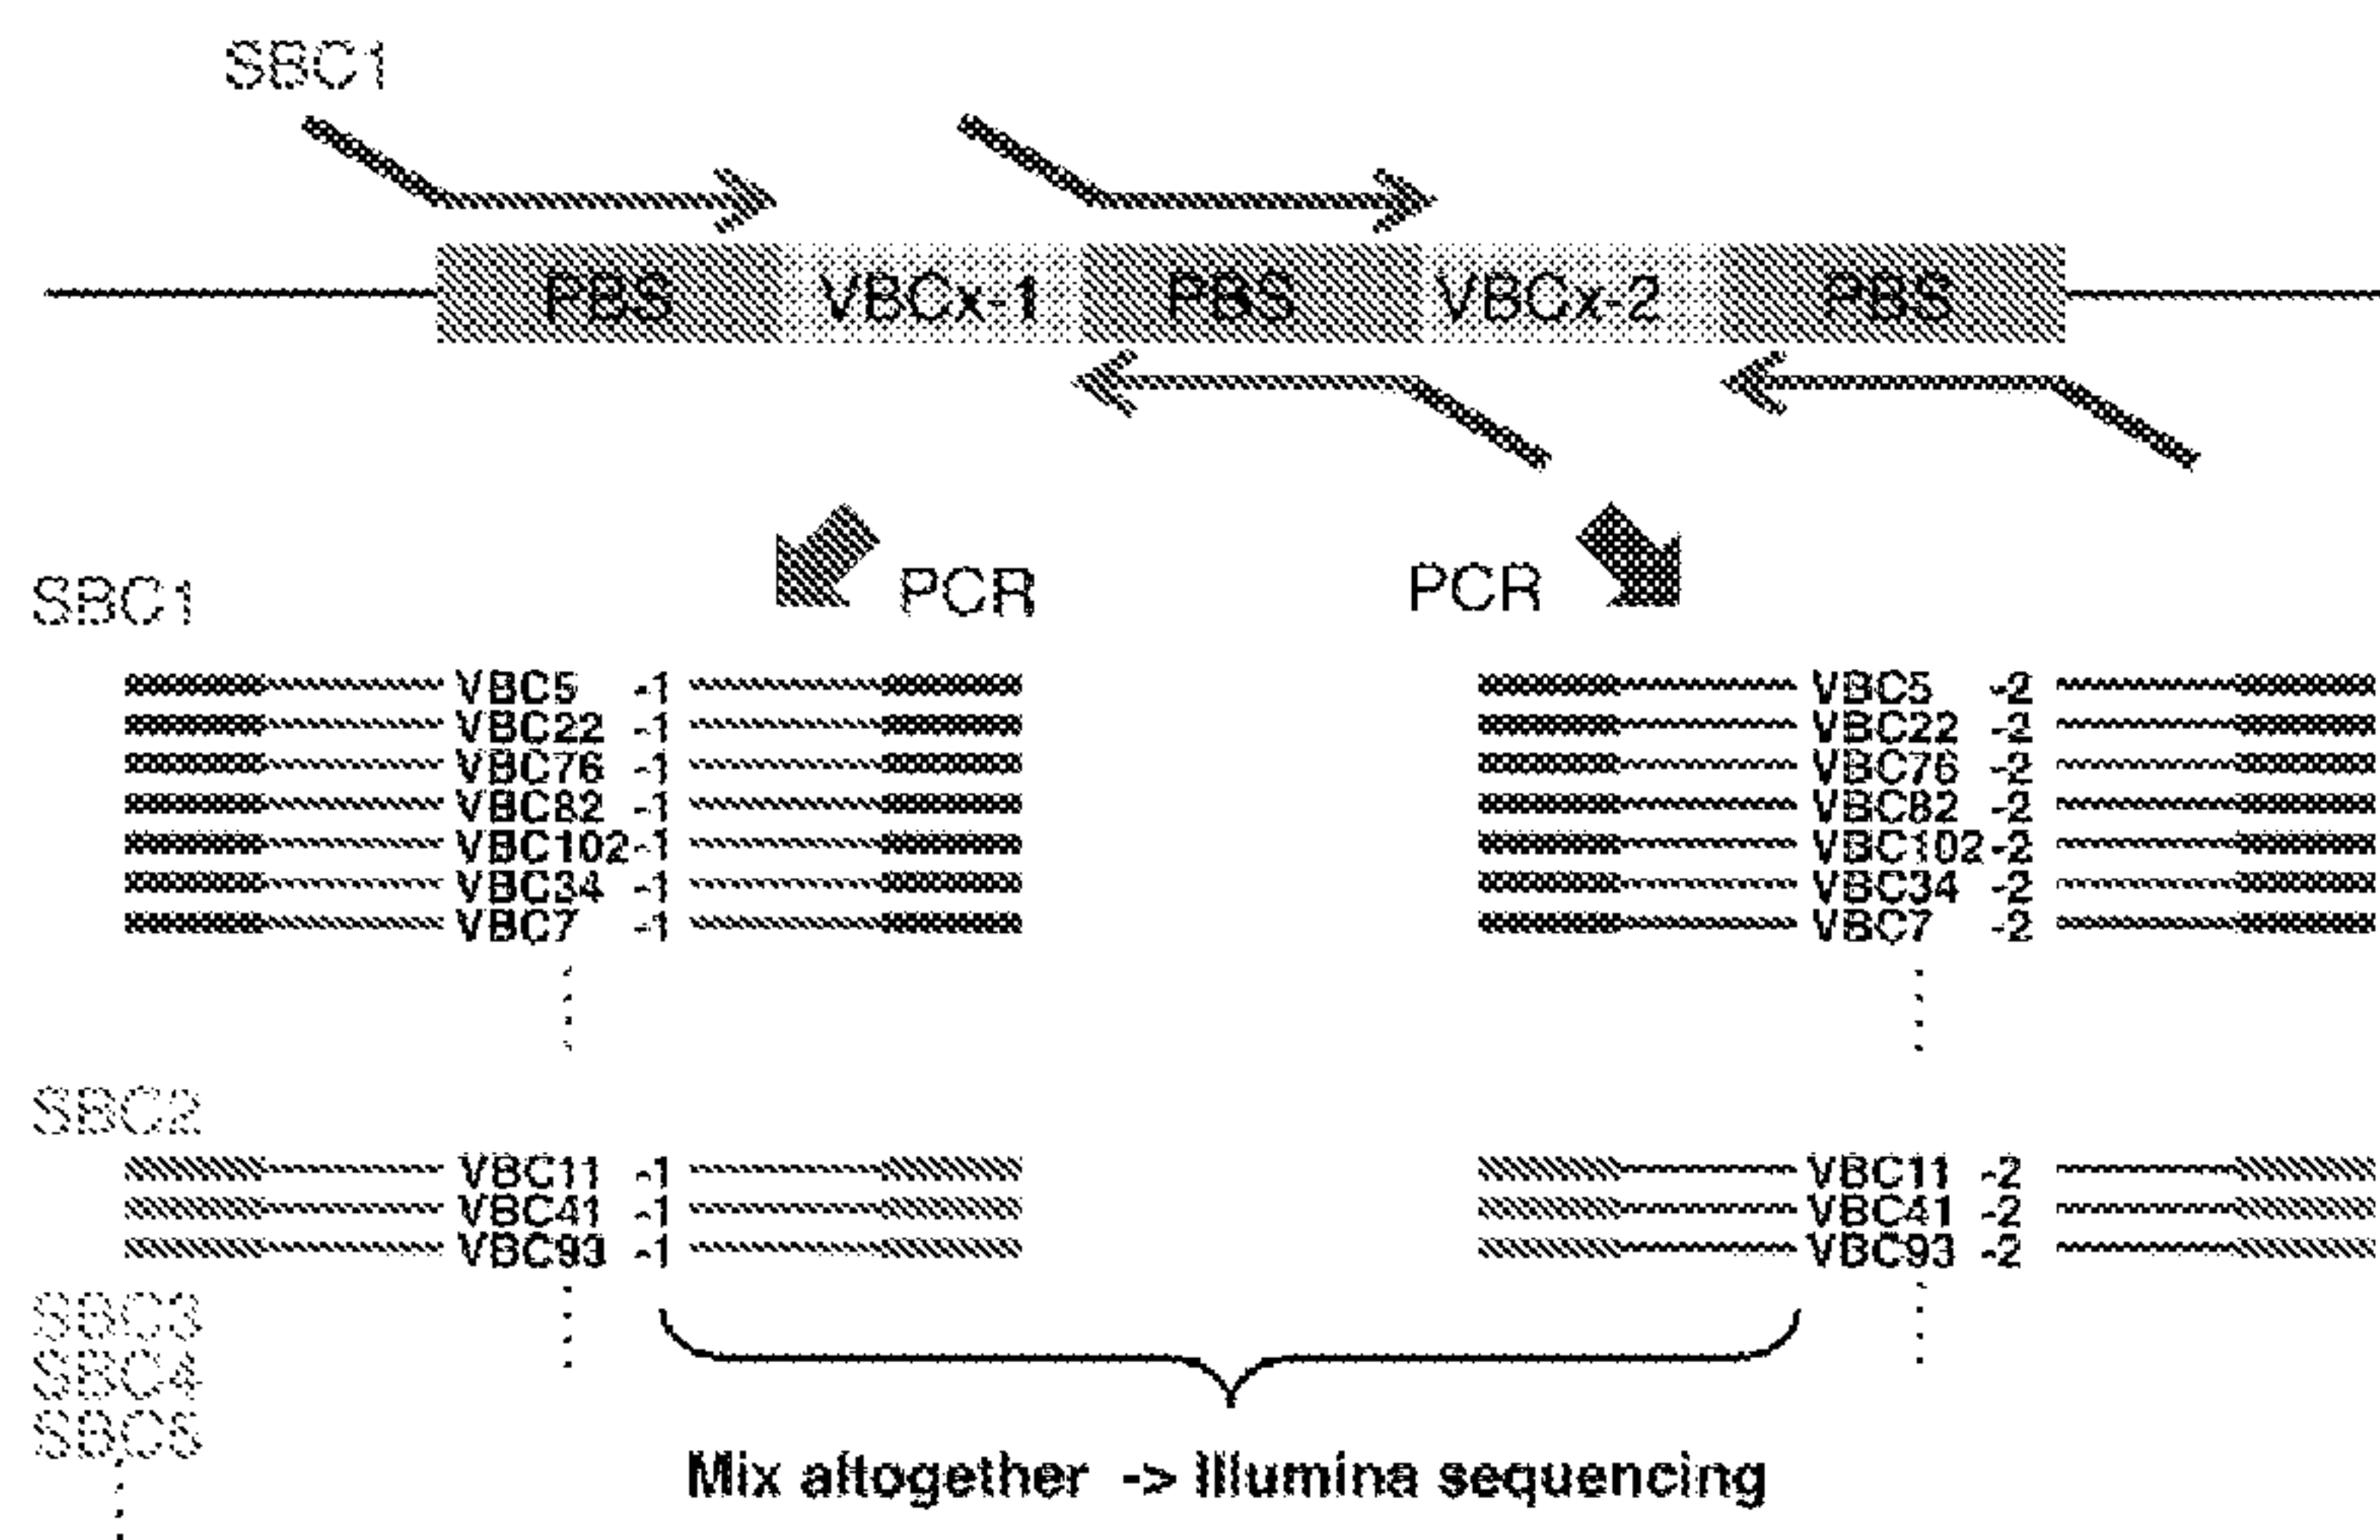 SBC1
PBS VBCx-1 PBS VBCx-2 PBS
PCR PCR
SBC1
VBC5 -1 VBC5 -2
VBC22 -1 VBC22 -2
VBC76 -1 VBC76 -2
VBC82 -1 VBC82 -2
VBC102-1 VBC102-2
VBC34 -1 VBC34 -2
VBC7 -1 VBC7 -2
SBC2
VBC11 -1 VBC11 -2
VBC41 -1 VBC41 -2
VBC93 -1 VBC93 -2
SBC3
SBC4
SBC5
Mix altogether -> Illumina sequencing